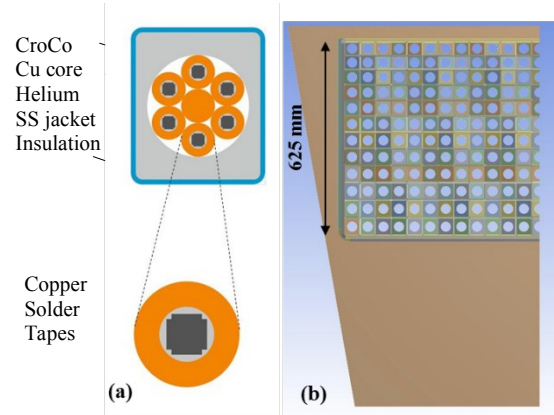 CroCo
Cu core
Helium
SS jacket
Insulation
Copper
Solder
Tapes
(a)
625 mm
(b)